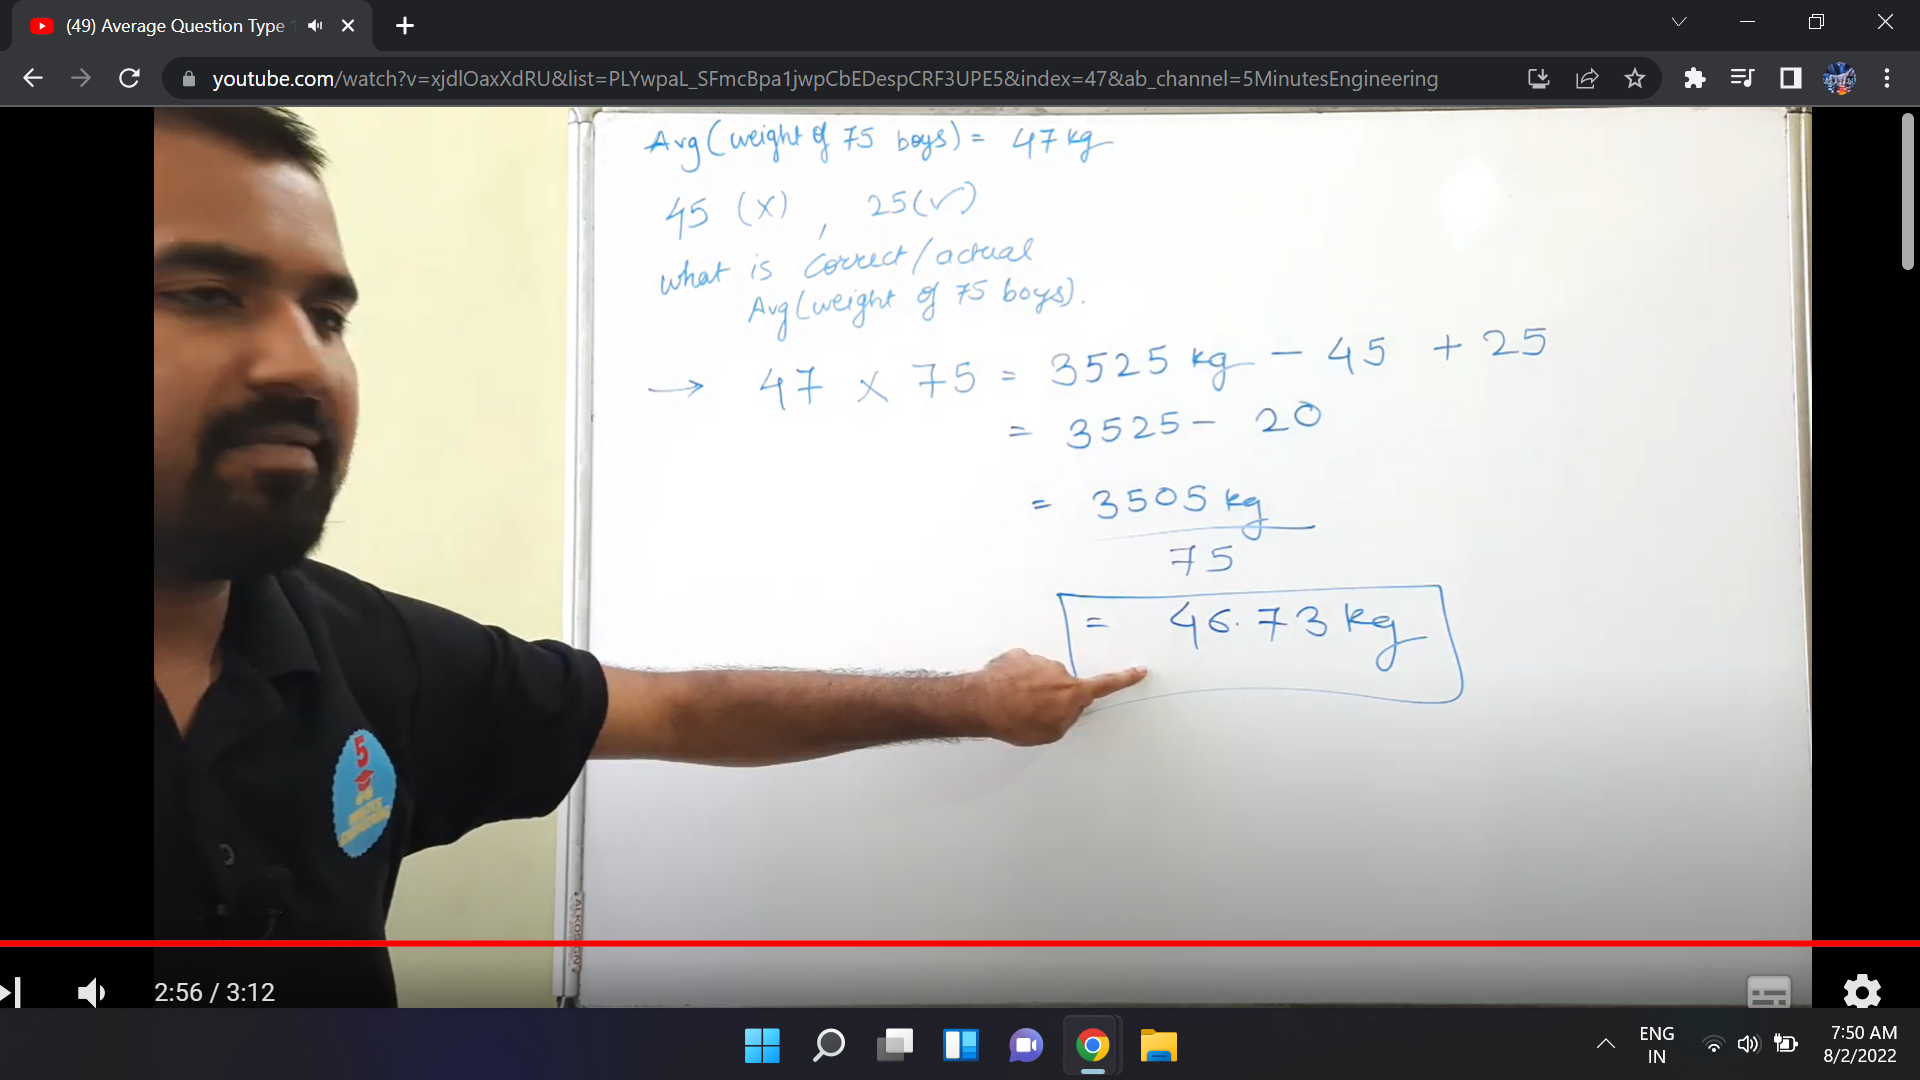 (49) Average Question Type 1
youtube.com/watch?v=xjdlOaxXdRU&list=PLYwpaL_SFmcBpa1jwpCbEDespCRF3UPE5&index=47&ab_channel=5MinutesEngineering
Avg(weight of 75 boys) = 47 kg
45 (x) , 25(✓)
what is correct/actual
Avg(weight of 75 boys).
→ 47 x 75 = 3525 kg - 45 + 25
= 3525 - 20
= 3505 kg
75
= 46.73 kg
5
ALKOSIGN
2:56 / 3:12
ENG
IN
7:50 AM
8/2/2022